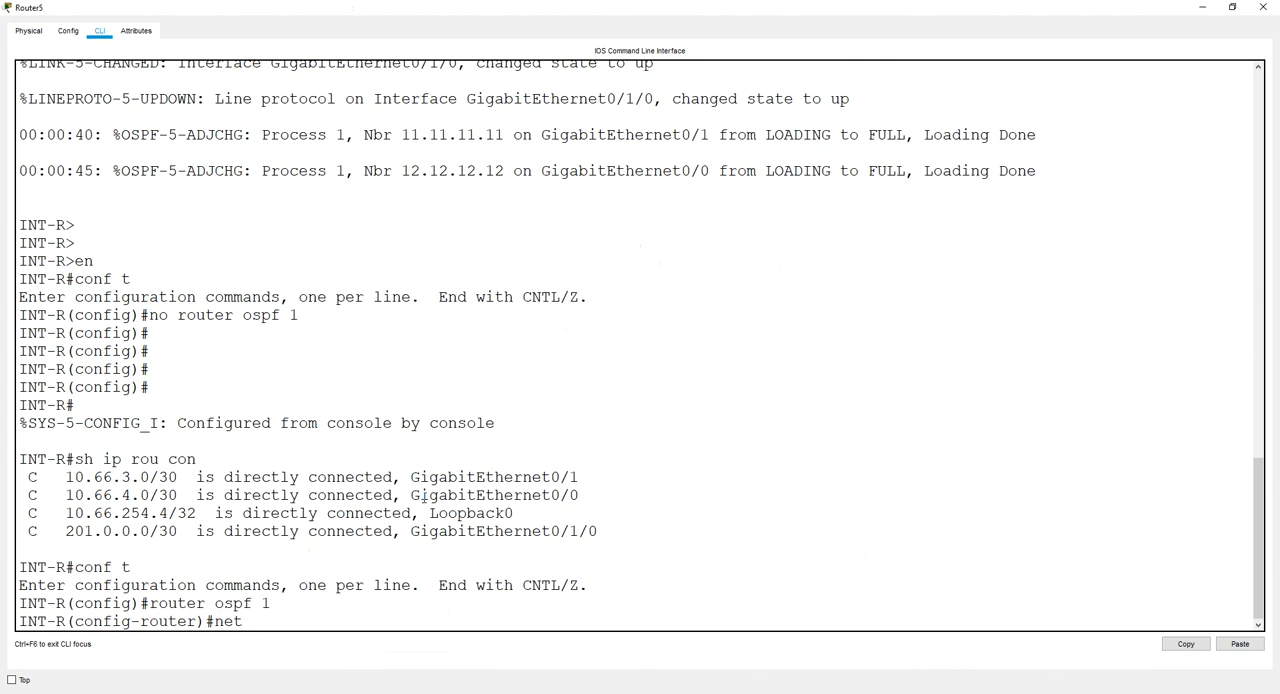 Router5
Physical Config CLI Attributes
IOS Command Line Interface
%LINK-5-CHANGED: Interface GigabitEthernet0/1/0, changed state to up
%LINEPROTO-5-UPDOWN: Line protocol on Interface GigabitEthernet0/1/0, changed state to up
00:00:40: %OSPF-5-ADJCHG: Process 1, Nbr 11.11.11.11 on GigabitEthernet0/1 from LOADING to FULL, Loading Done
00:00:45: %OSPF-5-ADJCHG: Process 1, Nbr 12.12.12.12 on GigabitEthernet0/0 from LOADING to FULL, Loading Done
INT-R>
INT-R>
INT-R>en
INT-R#conf t
Enter configuration commands, one per line. End with CNTL/Z.
INT-R(config)#no router ospf 1
INT-R(config)#
INT-R(config)#
INT-R(config)#
INT-R(config)#
INT-R#
%SYS-5-CONFIG_I: Configured from console by console
INT-R#sh ip rou con
C 10.66.3.0/30 is directly connected, GigabitEthernet0/1
C 10.66.4.0/30 is directly connected, GigabitEthernet0/0
C 10.66.254.4/32 is directly connected, Loopback0
C 201.0.0.0/30 is directly connected, GigabitEthernet0/1/0
INT-R#conf t
Enter configuration commands, one per line. End with CNTL/Z.
INT-R(config)#router ospf 1
INT-R(config-router)#net
Ctrl+F6 to exit CLI focus
Copy Paste
Top